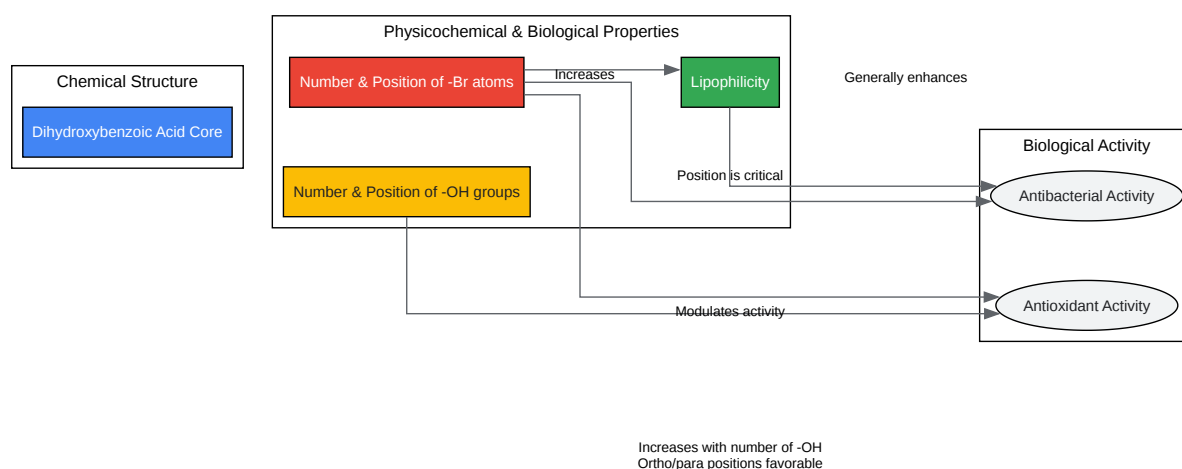 Chemical Structure
Dihydroxybenzoic Acid Core
Physicochemical & Biological Properties
Number & Position of -Br atoms
Increases
Lipophilicity
Generally enhances
Number & Position of -OH groups
Position is critical
Biological Activity
Antibacterial Activity
Antioxidant Activity
Modulates activity
Increases with number of -OH
Ortho/para positions favorable